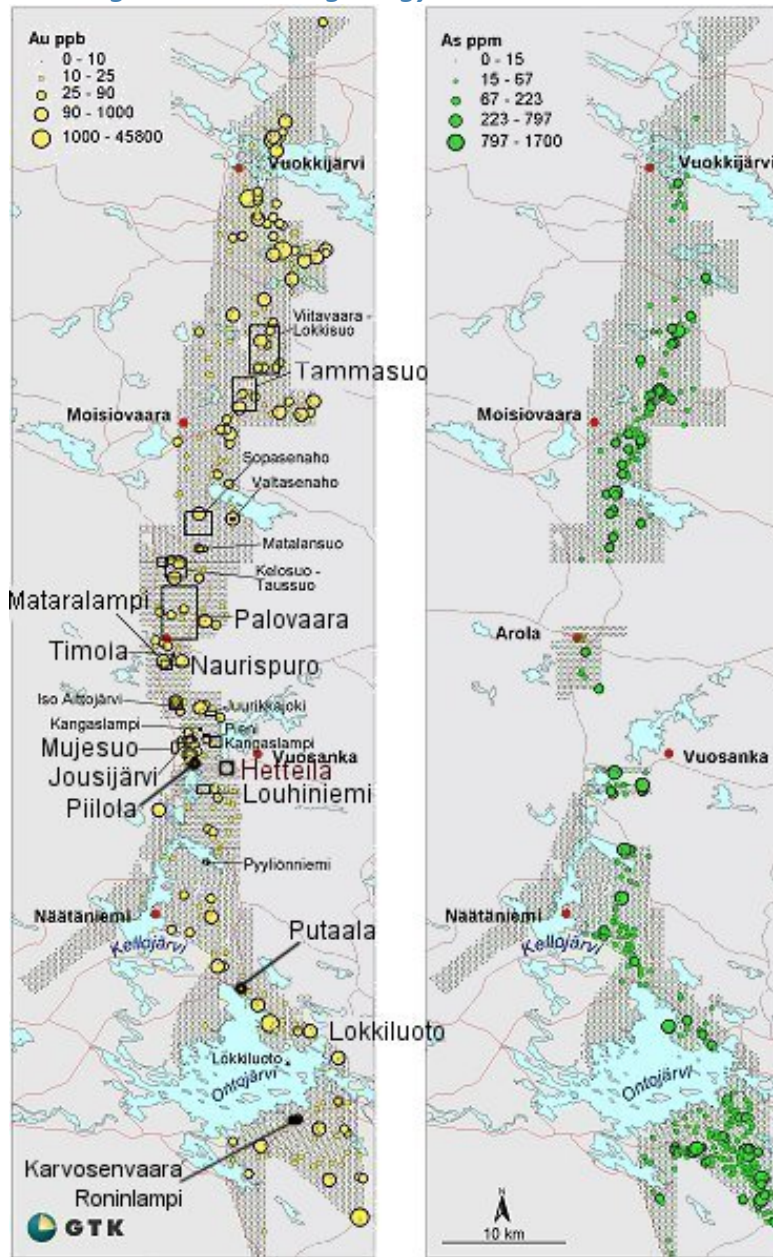 Au ppb
0 - 10
10 - 25
25 - 90
90 - 1000
1000 - 45800
Vuokkijärvi
Viitavaara -
Lokkisuo
Tammasuo
Moisiovaara
Sopasenaho
Valtasenaho
Matalansuo
Kelosuo -
Taussuo
Mataralampi
Palovaara
Timola
Naurispuro
Iso Aittojärvi
Juurikkajoki
Kangaslampi
Pieni
Kangaslampi
Mujesuo
Vuosanka
Jousijärvi
Hetteilä
Piilola
Louhiniemi
Pyyliönniemi
Näätäniemi
Putaala
Kellojärvi
Lokkiluoto
Lokkiluoto
Ontojärvi
Karvosenvaara
Roninlampi
GTK
As ppm
0 - 15
15 - 67
67 - 223
223 - 797
797 - 1700
Vuokkijärvi
Moisiovaara
Arola
Vuosanka
Näätäniemi
Kellojärvi
Ontojärvi
N
10 km